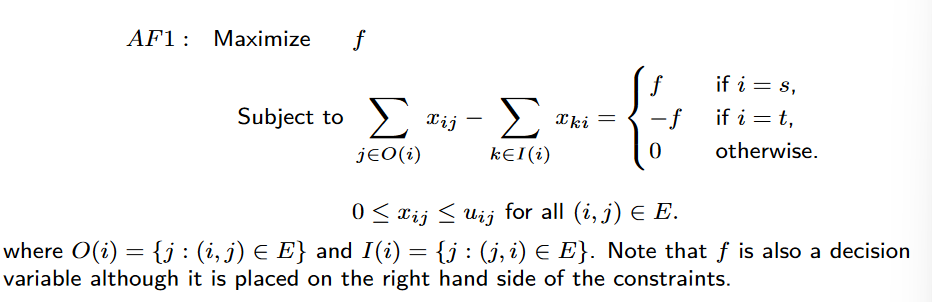 AF1 : Maximize f
f if i = s,
Subject to ∑_{j∈O(i)} x_{ij} − ∑_{k∈I(i)} x_{ki} = { −f if i = t,
0 otherwise.
0 ≤ x_{ij} ≤ u_{ij} for all (i, j) ∈ E.
where O(i) = {j : (i, j) ∈ E} and I(i) = {j : (j, i) ∈ E}. Note that f is also a decision
variable although it is placed on the right hand side of the constraints.